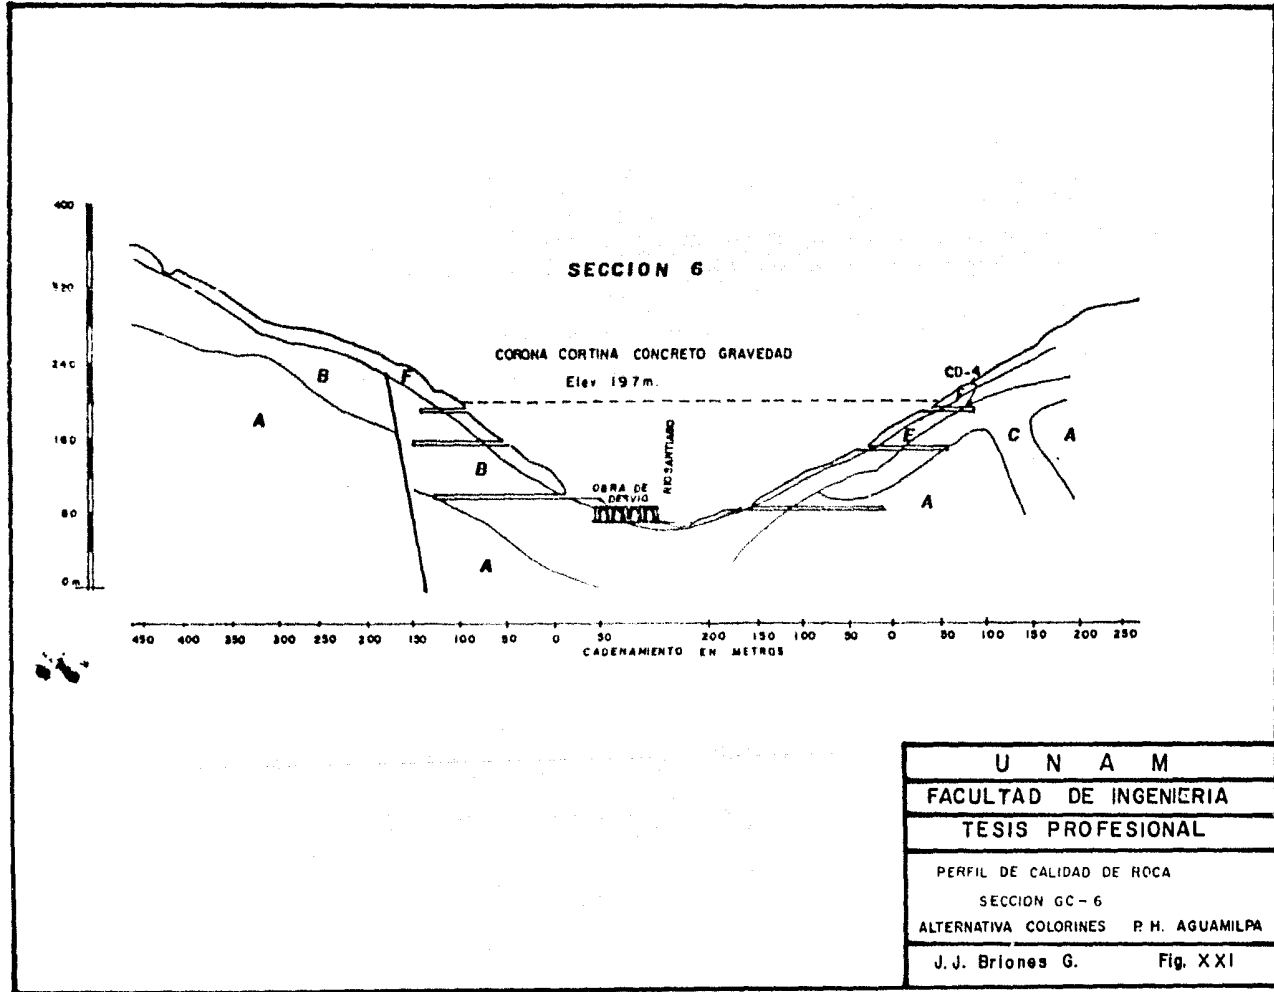 SECCION 6
CORONA CORTINA CONCRETO GRAVEDAD
Elev 197m.
400
320
240
160
80
0 m
B
F
A
B
A
OBRA DE
DESVIO
RIO SANTIAGO
CD-4
F
E
C
A
A
450 400 350 300 250 200 150 100 50 0 50 200 150 100 50 0 50 100 150 200 250
CADENAMIENTO EN METROS
U N A M
FACULTAD DE INGENIERIA
TESIS PROFESIONAL
PERFIL DE CALIDAD DE ROCA
SECCION GC-6
ALTERNATIVA COLORINES P. H. AGUAMILPA
J. J. Briones G. Fig. XXI